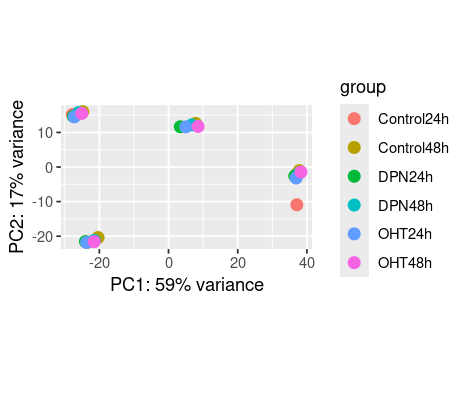 group
Control24h
Control48h
DPN24h
DPN48h
OHT24h
OHT48h
PC2: 17% variance
10
0
-10
-20
-20
0
20
40
PC1: 59% variance